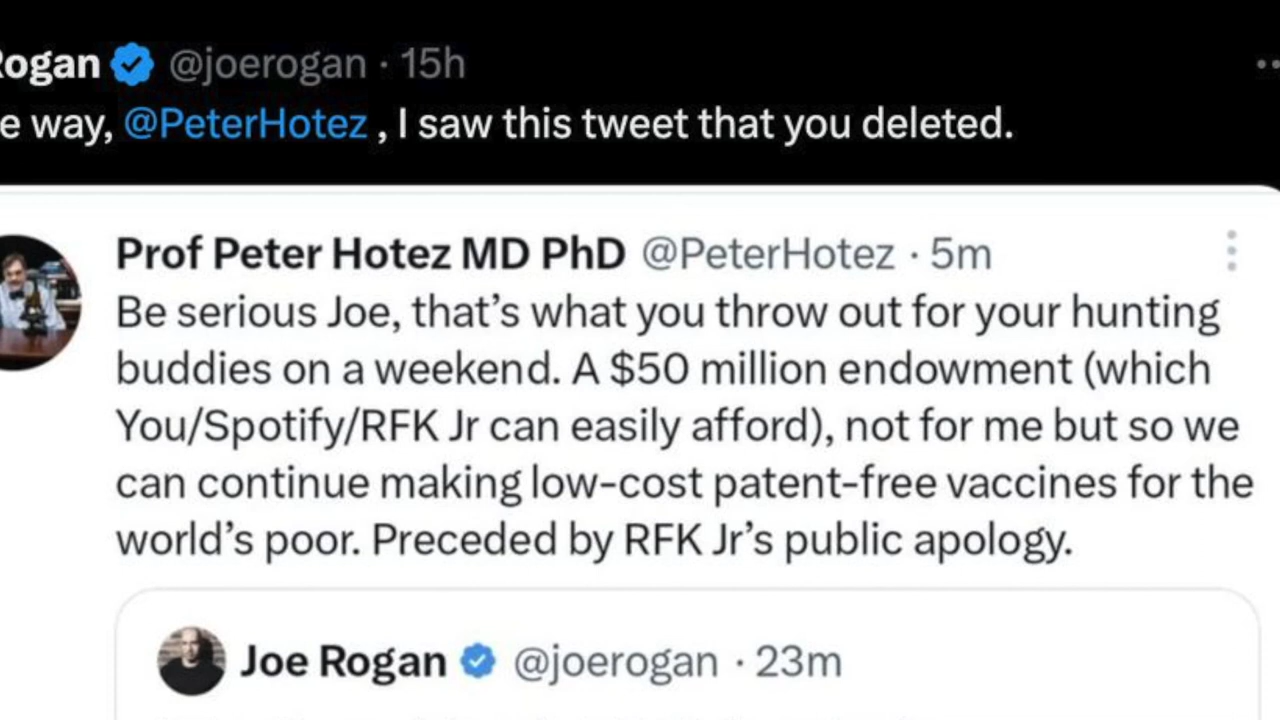 Rogan @joerogan · 15h
e way, @PeterHotez , I saw this tweet that you deleted.
Prof Peter Hotez MD PhD @PeterHotez · 5m
Be serious Joe, that’s what you throw out for your hunting
buddies on a weekend. A $50 million endowment (which
You/Spotify/RFK Jr can easily afford), not for me but so we
can continue making low-cost patent-free vaccines for the
world’s poor. Preceded by RFK Jr’s public apology.
Joe Rogan @joerogan · 23m